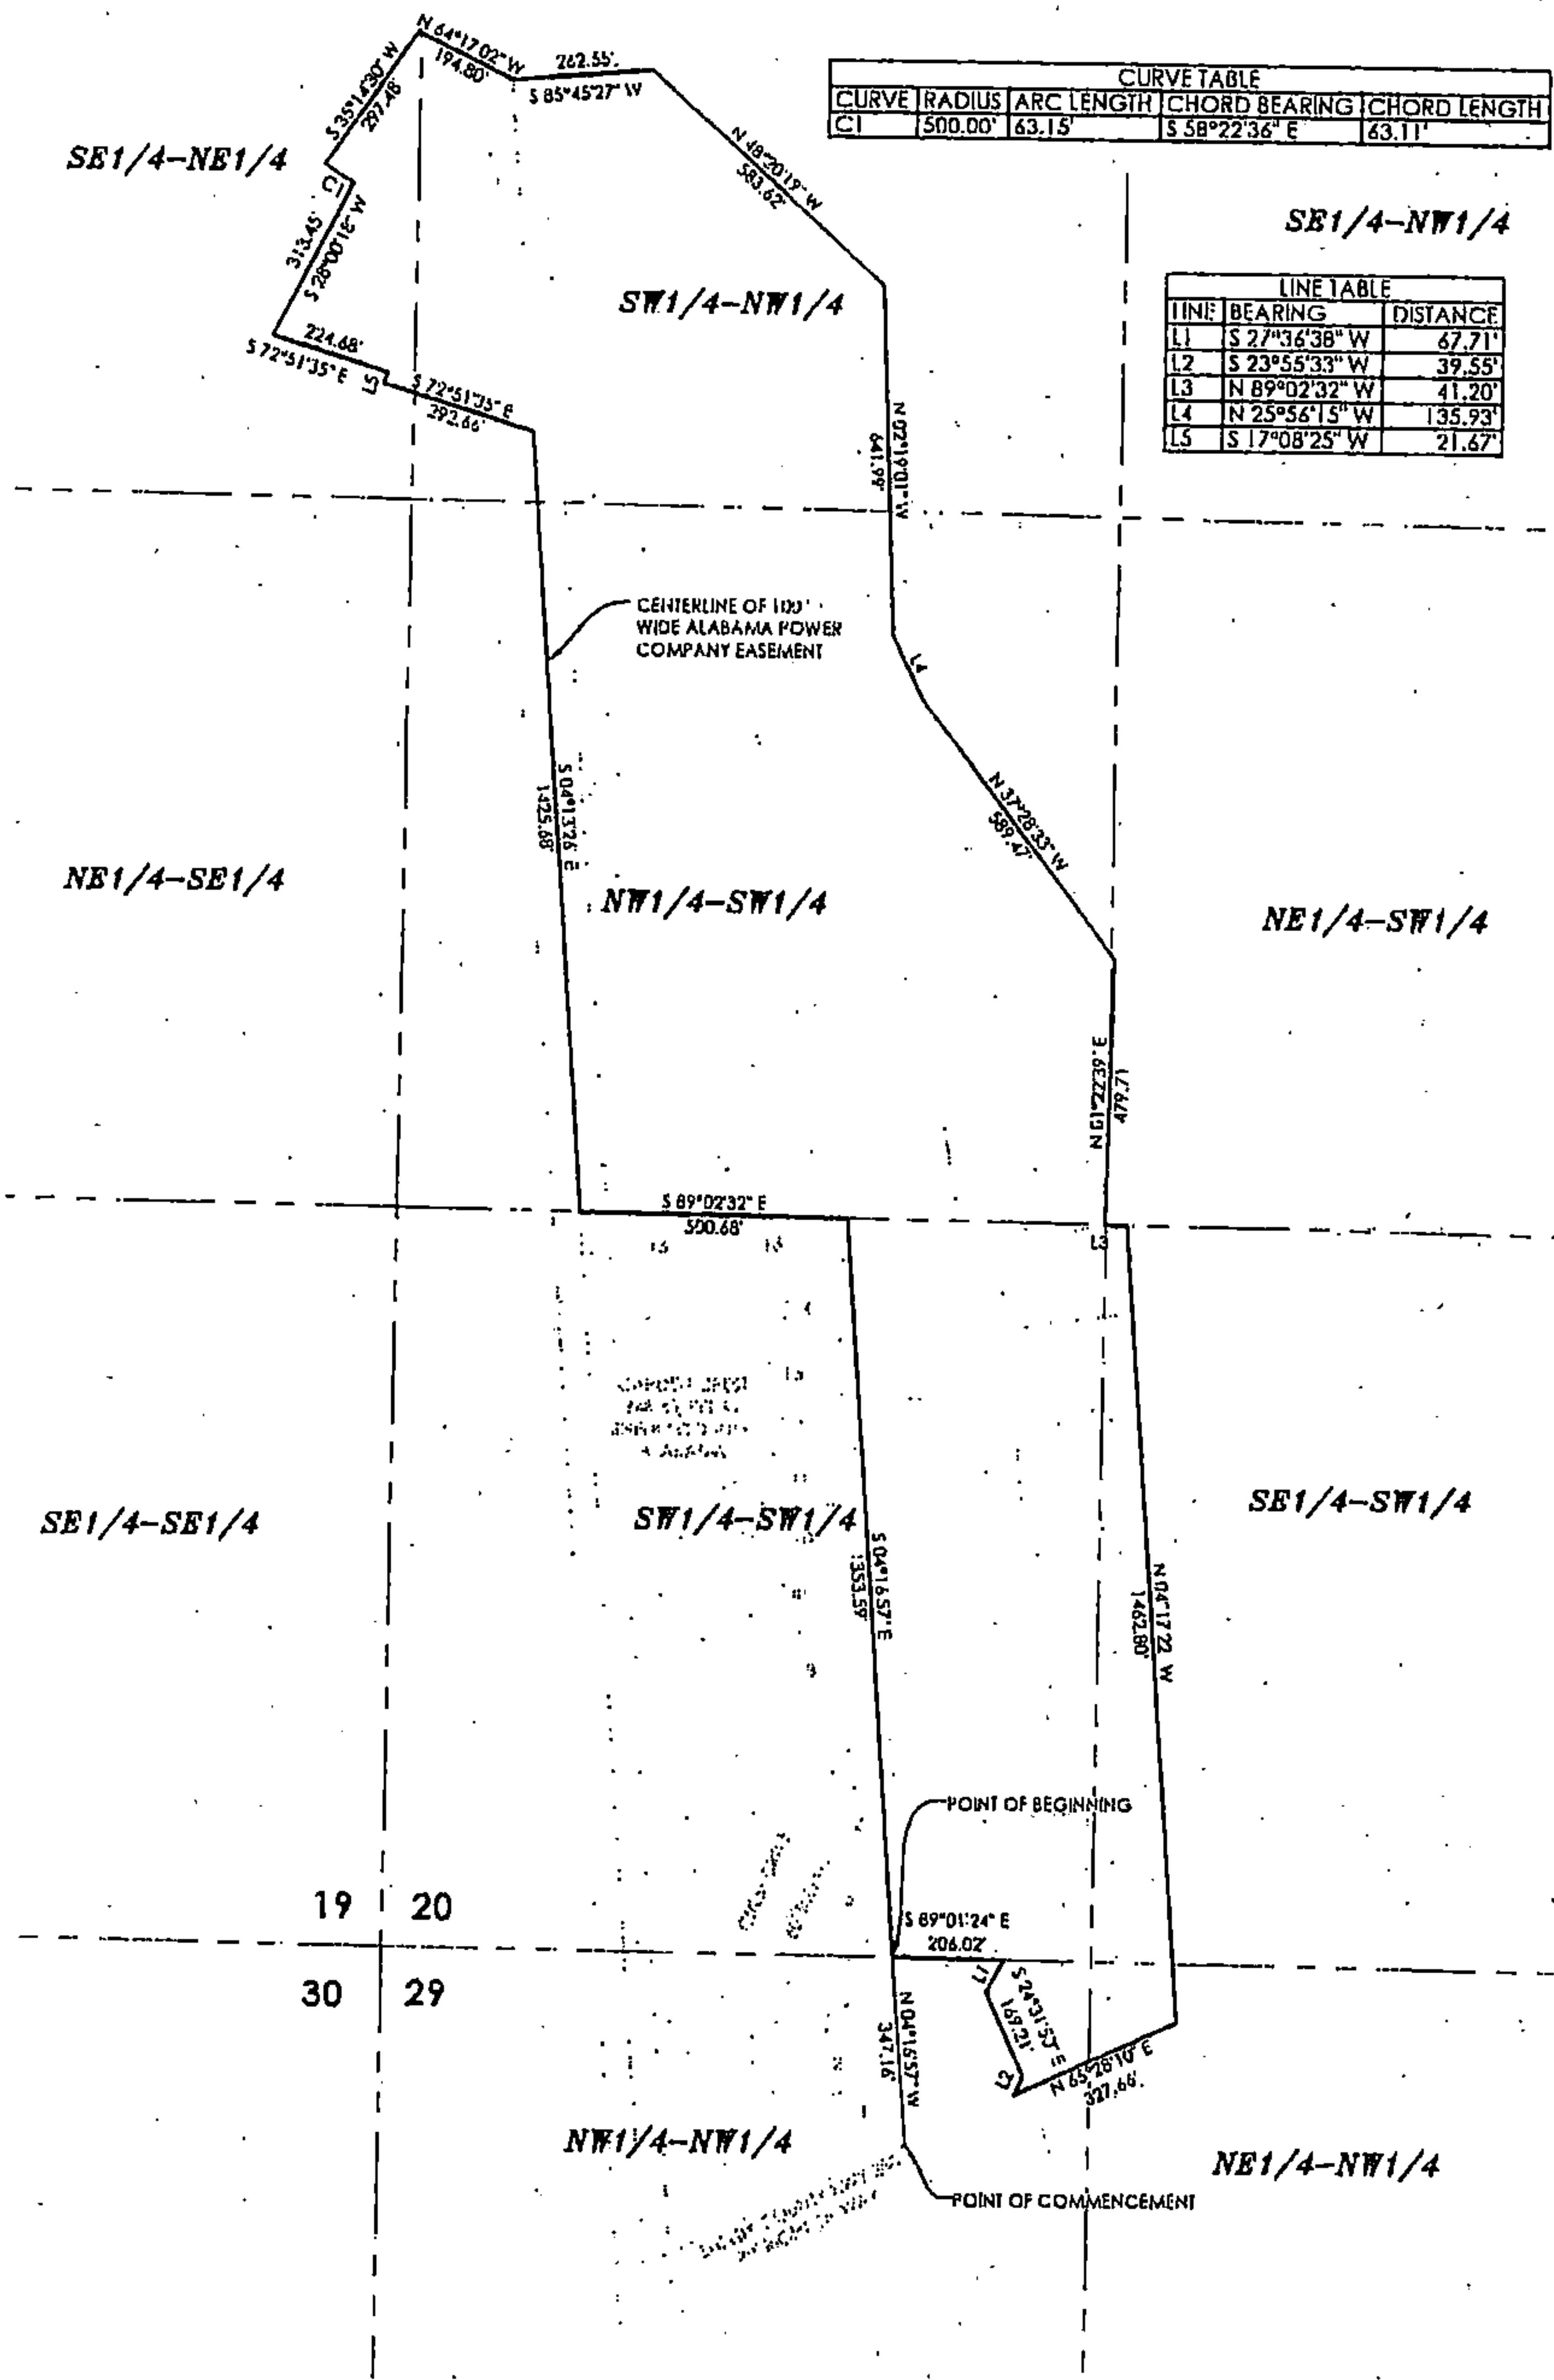 N 64°17'02" W
194.80'
262.55'
S 85°45'27" W
CURVE TABLE
CURVE RADIUS ARC LENGTH CHORD BEARING CHORD LENGTH
C1 500.00' 63.15' S 58°22'36" E 63.11'
S 35°14'30" W
297.48'
SE1/4-NE1/4
N 48°20'19" W
583.62'
C1
SE1/4-NW1/4
313.45'
S 28°00'18" W
SW1/4-NW1/4
LINE TABLE
LINE BEARING DISTANCE
L1 S 27°36'38" W 67.71'
L2 S 23°55'33" W 39.55'
L3 N 89°02'32" W 41.20'
L4 N 25°56'15" W 135.93'
L5 S 17°08'25" W 21.67'
224.68'
S 72°51'35" E
L5
S 72°51'35" E
292.66'
N 02°19'01" W
641.99'
CENTERLINE OF 100'
WIDE ALABAMA POWER
COMPANY EASEMENT
L4
S 04°13'26" E
1425.68'
N 37°28'33" W
589.47'
NE1/4-SE1/4
NW1/4-SW1/4
NE1/4-SW1/4
N 01°22'39" E
479.71
S 89°02'32" E
500.68'
L3
SE1/4-SE1/4
SW1/4-SW1/4
SE1/4-SW1/4
S 04°16'57" E
1353.59'
N 04°17'22 W
1462.80'
POINT OF BEGINNING
19 20
S 89°01'24" E
206.02'
30 29
L1
S 24°31'53" E
169.21'
N 04°16'57" W
347.16'
L2
N 65°28'10" E
327.66'
NW1/4-NW1/4
NE1/4-NW1/4
POINT OF COMMENCEMENT